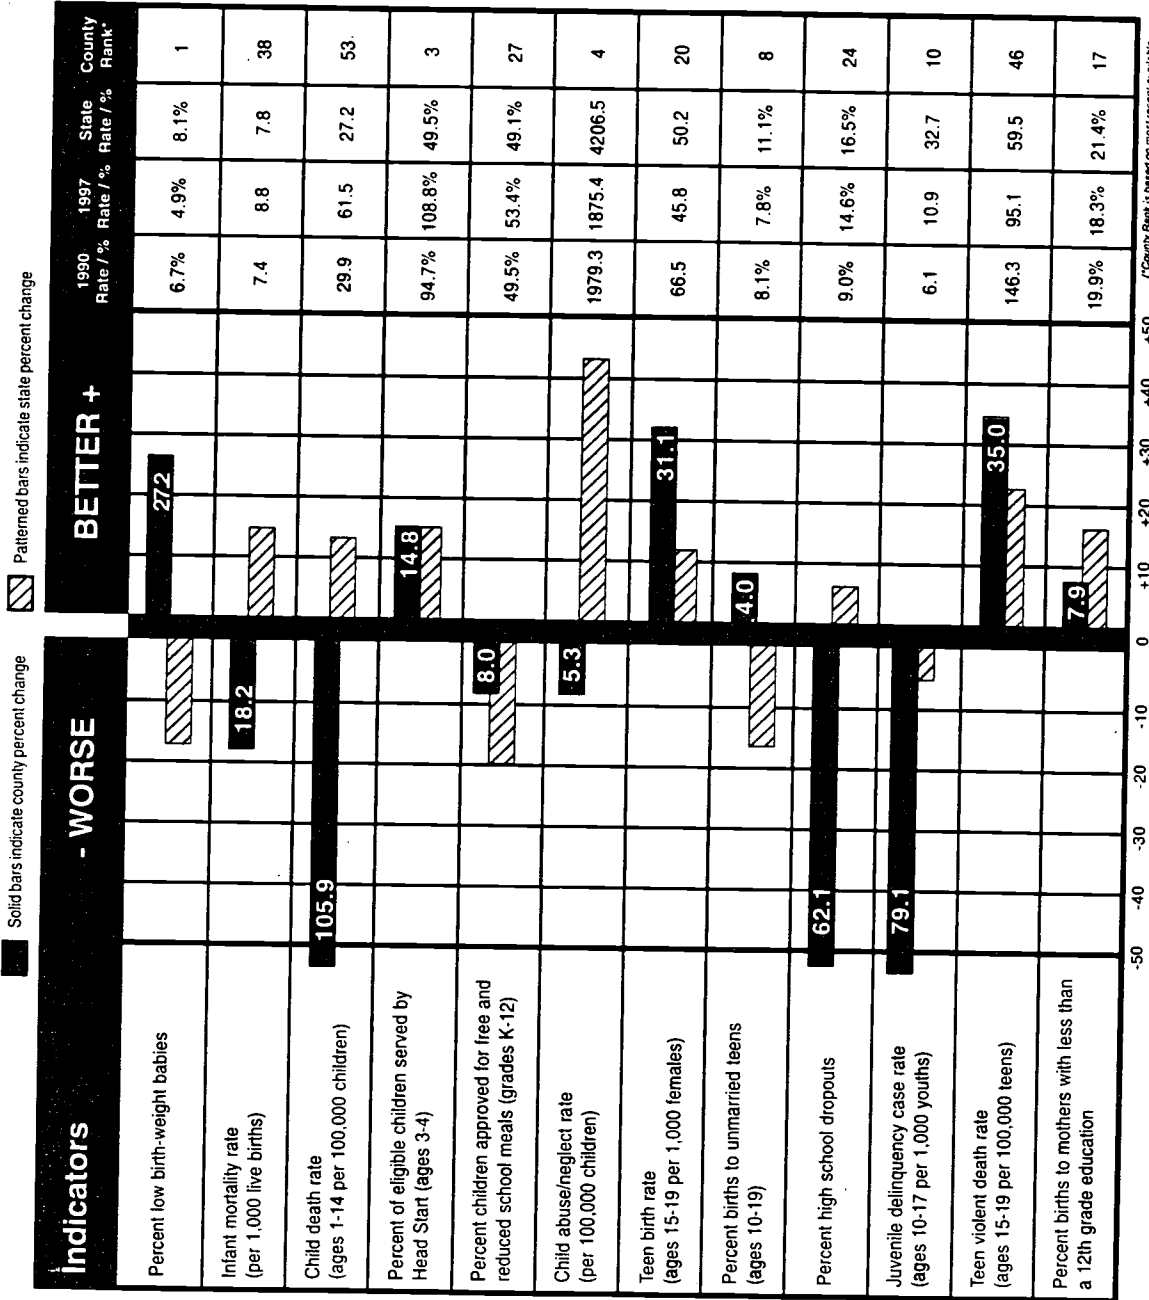 Solid bars indicate county percent change
Patterned bars indicate state percent change
Indicators
- WORSE
BETTER +
1990 Rate / %
1997 Rate / %
State Rate / %
County Rank*
Percent low birth-weight babies
27.2
6.7% 4.9% 8.1% 1
Infant mortality rate
(per 1,000 live births)
18.2
7.4 8.8 7.8 38
Child death rate
(ages 1-14 per 100,000 children)
105.9
29.9 61.5 27.2 53.
Percent of eligible children served by
Head Start (ages 3-4)
14.8
94.7% 108.8% 49.5% 3
Percent children approved for free and
reduced school meals (grades K-12)
8.0
49.5% 53.4% 49.1% 27
Child abuse/neglect rate
(per 100,000 children)
5.3
1979.3 1875.4 4206.5 4
Teen birth rate
(ages 15-19 per 1,000 females)
31.1
66.5 45.8 50.2 20
Percent births to unmarried teens
(ages 10-19)
4.0
8.1% 7.8% 11.1% 8
Percent high school dropouts
62.1
9.0% 14.6% 16.5% 24
Juvenile delinquency case rate
(ages 10-17 per 1,000 youths)
79.1
6.1 10.9 32.7 10
Teen violent death rate
(ages 15-19 per 100,000 teens)
35.0
146.3 95.1 59.5 46
Percent births to mothers with less than
a 12th grade education
7.9
19.9% 18.3% 21.4% 17
-50 -40 -30 -20 -10 0 +10 +20 +30 +40 +50
(*County Rank is based on most recent